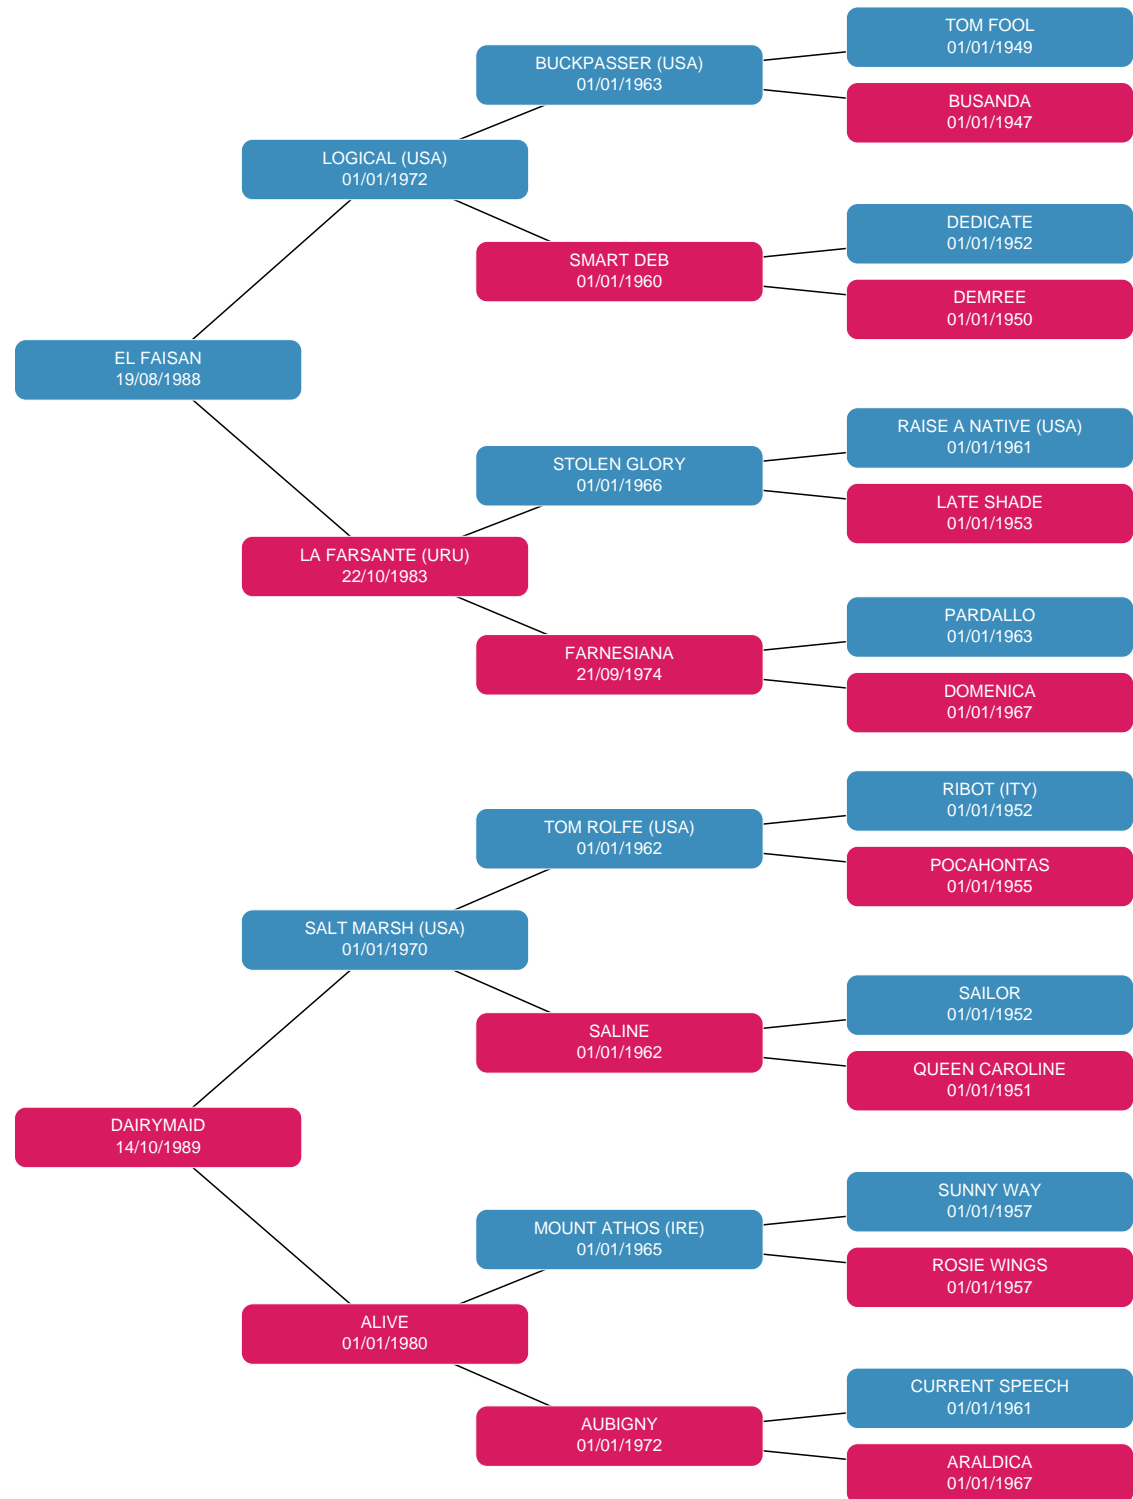 TOM FOOL
01/01/1949
BUCKPASSER (USA)
01/01/1963
BUSANDA
01/01/1947
LOGICAL (USA)
01/01/1972
DEDICATE
01/01/1952
SMART DEB
01/01/1960
DEMREE
01/01/1950
EL FAISAN
19/08/1988
RAISE A NATIVE (USA)
01/01/1961
STOLEN GLORY
01/01/1966
LATE SHADE
01/01/1953
LA FARSANTE (URU)
22/10/1983
PARDALLO
01/01/1963
FARNESIANA
21/09/1974
DOMENICA
01/01/1967
RIBOT (ITY)
01/01/1952
TOM ROLFE (USA)
01/01/1962
POCAHONTAS
01/01/1955
SALT MARSH (USA)
01/01/1970
SAILOR
01/01/1952
SALINE
01/01/1962
QUEEN CAROLINE
01/01/1951
DAIRYMAID
14/10/1989
SUNNY WAY
01/01/1957
MOUNT ATHOS (IRE)
01/01/1965
ROSIE WINGS
01/01/1957
ALIVE
01/01/1980
CURRENT SPEECH
01/01/1961
AUBIGNY
01/01/1972
ARALDICA
01/01/1967